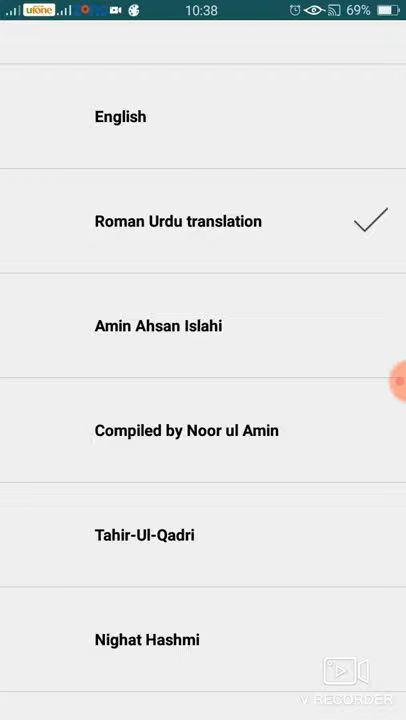 ufone
10:38
69%
English
Roman Urdu translation
Amin Ahsan Islahi
Compiled by Noor ul Amin
Tahir-Ul-Qadri
Nighat Hashmi
V RECORDER